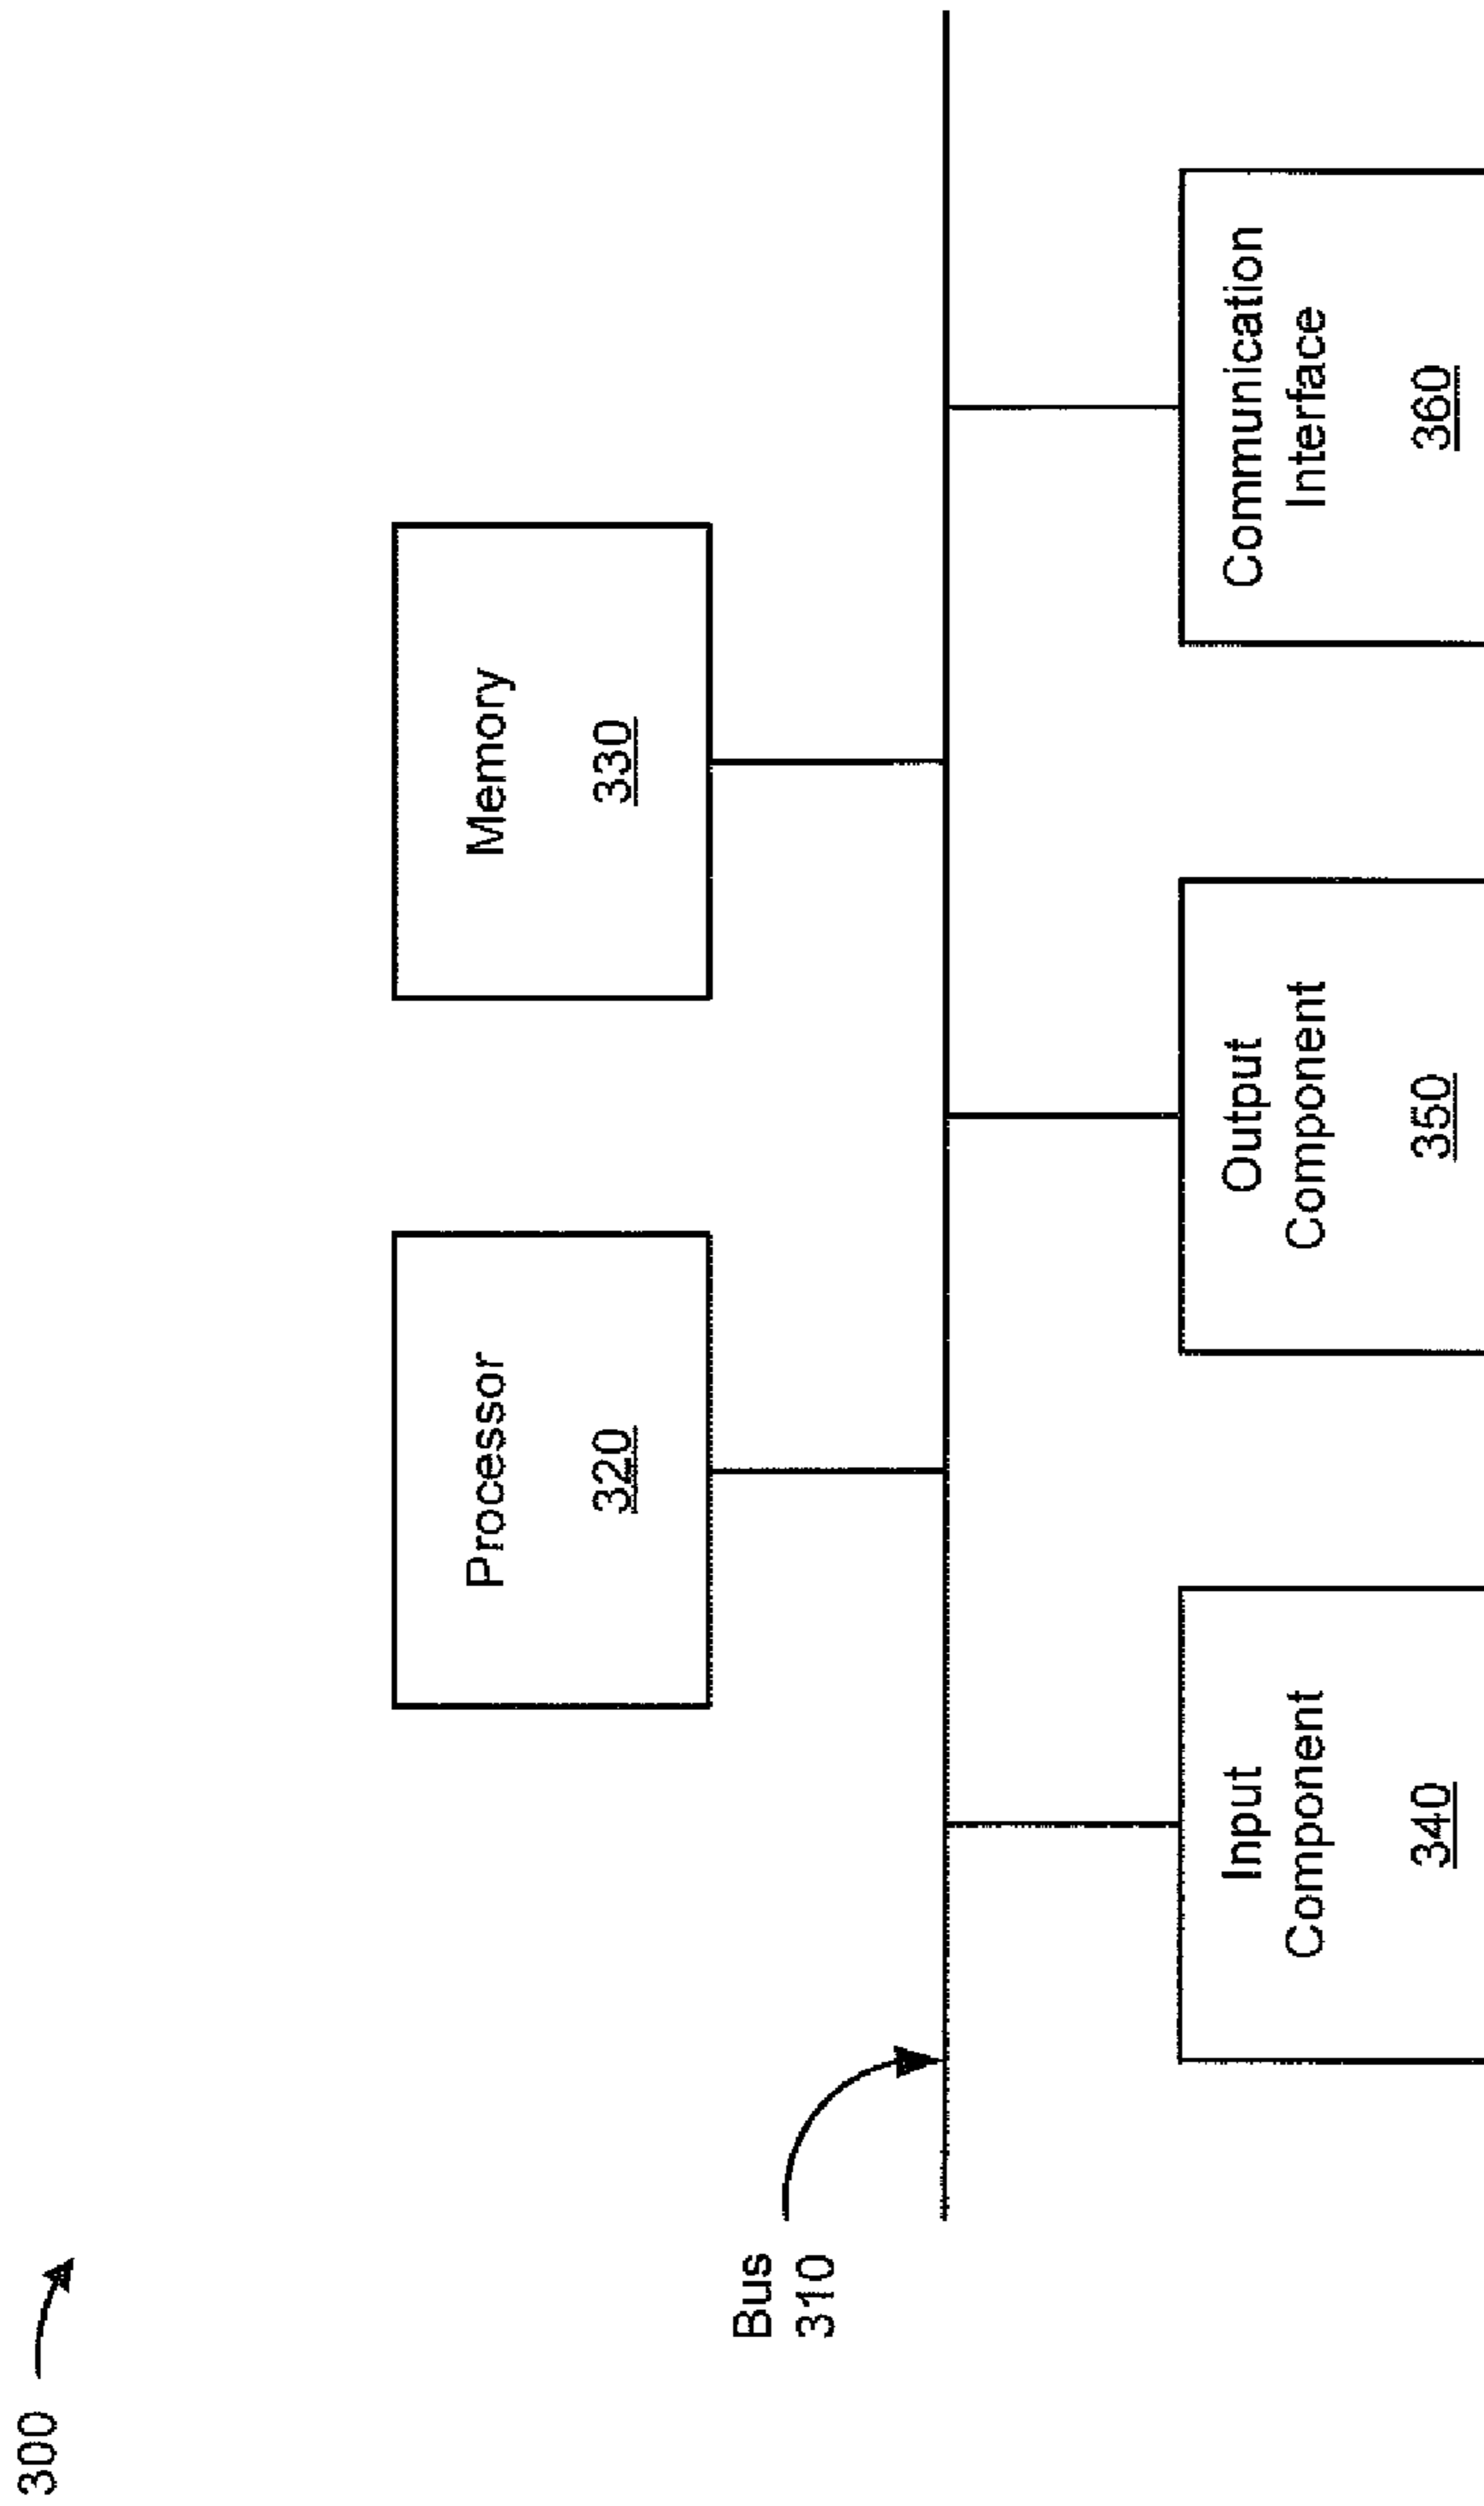 300
Processor
320
Memory
330
Bus
310
Input
Component
340
Output
Component
350
Communication
Interface
360